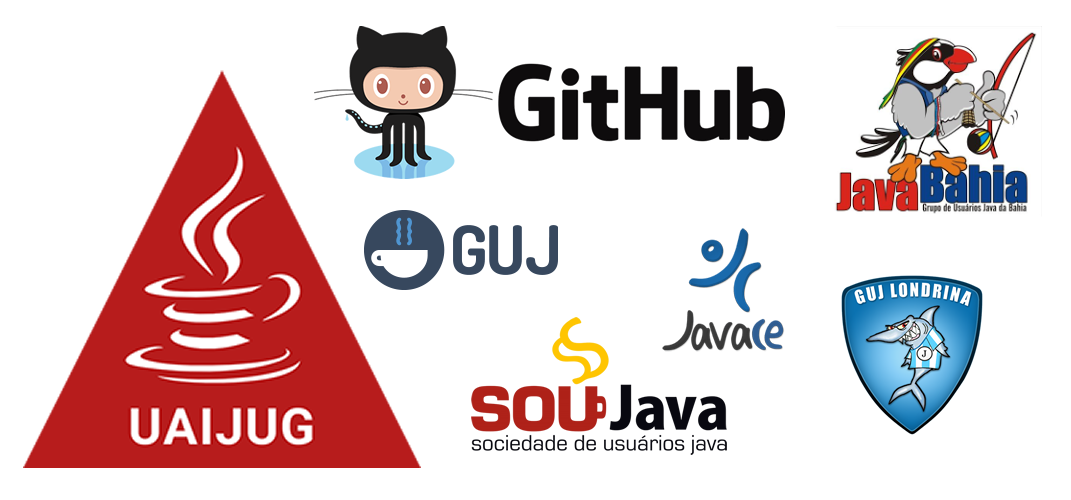 GitHub
JavaBahia
Grupo de Usuários Java da Bahia
GUJ
Javace
GUJ LONDRINA
J
SOUJava
sociedade de usuários java
UAIJUG